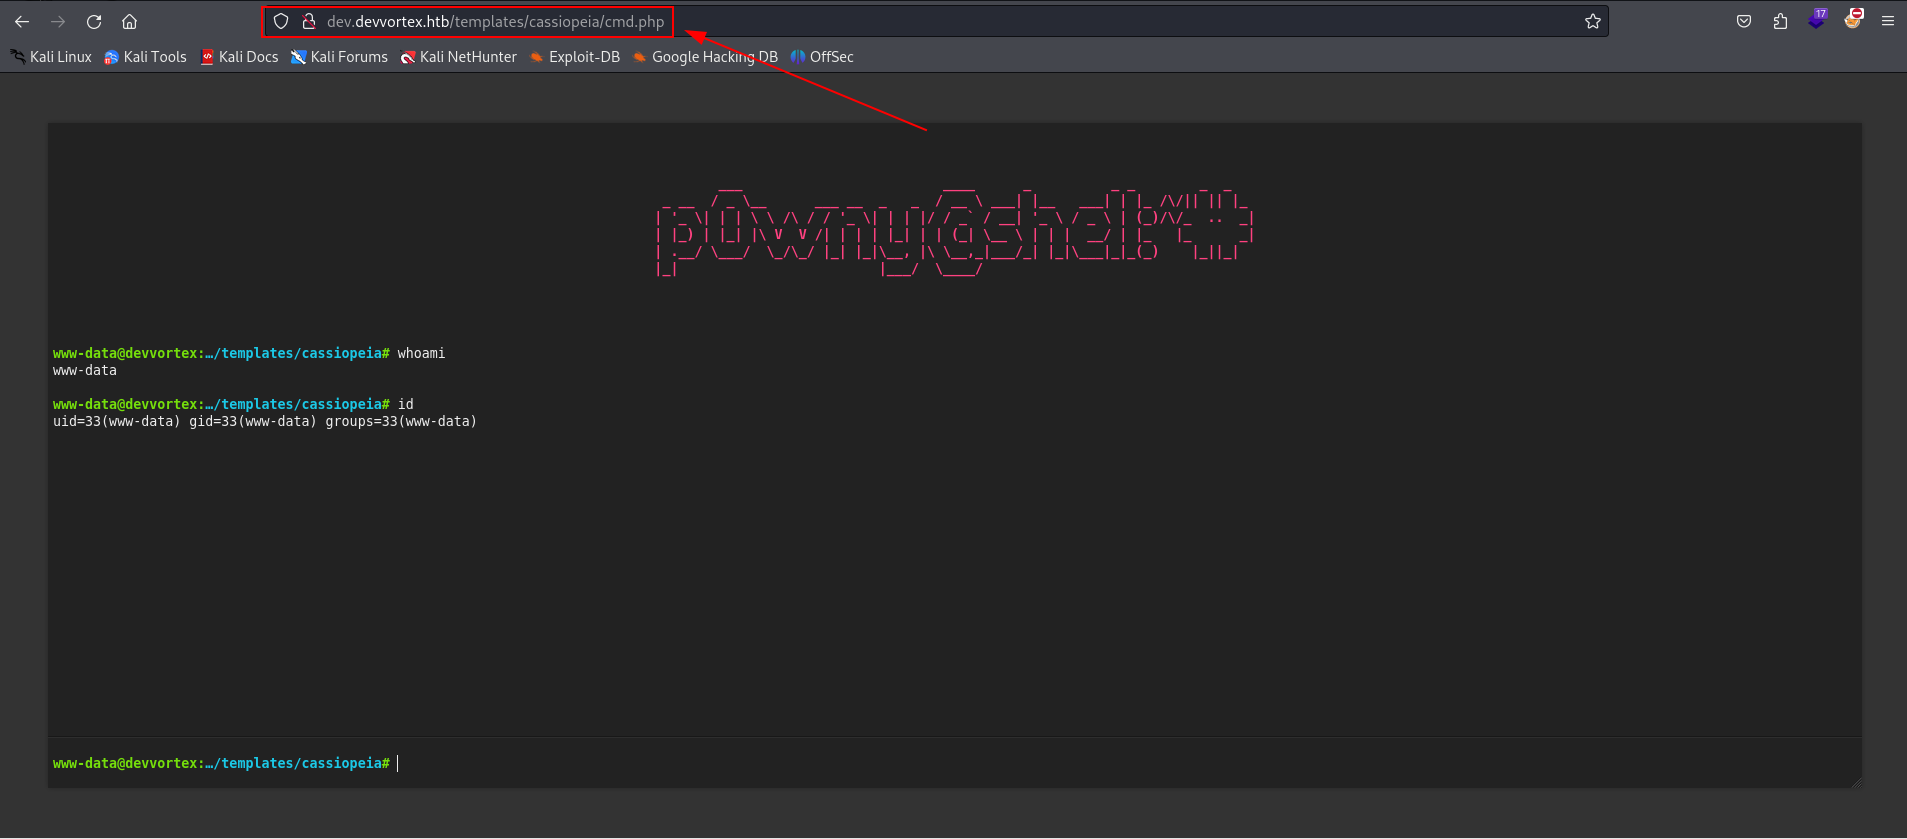 dev.devvortex.htb/templates/cassiopeia/cmd.php
17
Kali Linux Kali Tools Kali Docs Kali Forums Kali NetHunter Exploit-DB Google Hacking DB OffSec
p0wny@shell:~#
www-data@devvortex:…/templates/cassiopeia# whoami
www-data
www-data@devvortex:…/templates/cassiopeia# id
uid=33(www-data) gid=33(www-data) groups=33(www-data)
www-data@devvortex:…/templates/cassiopeia#